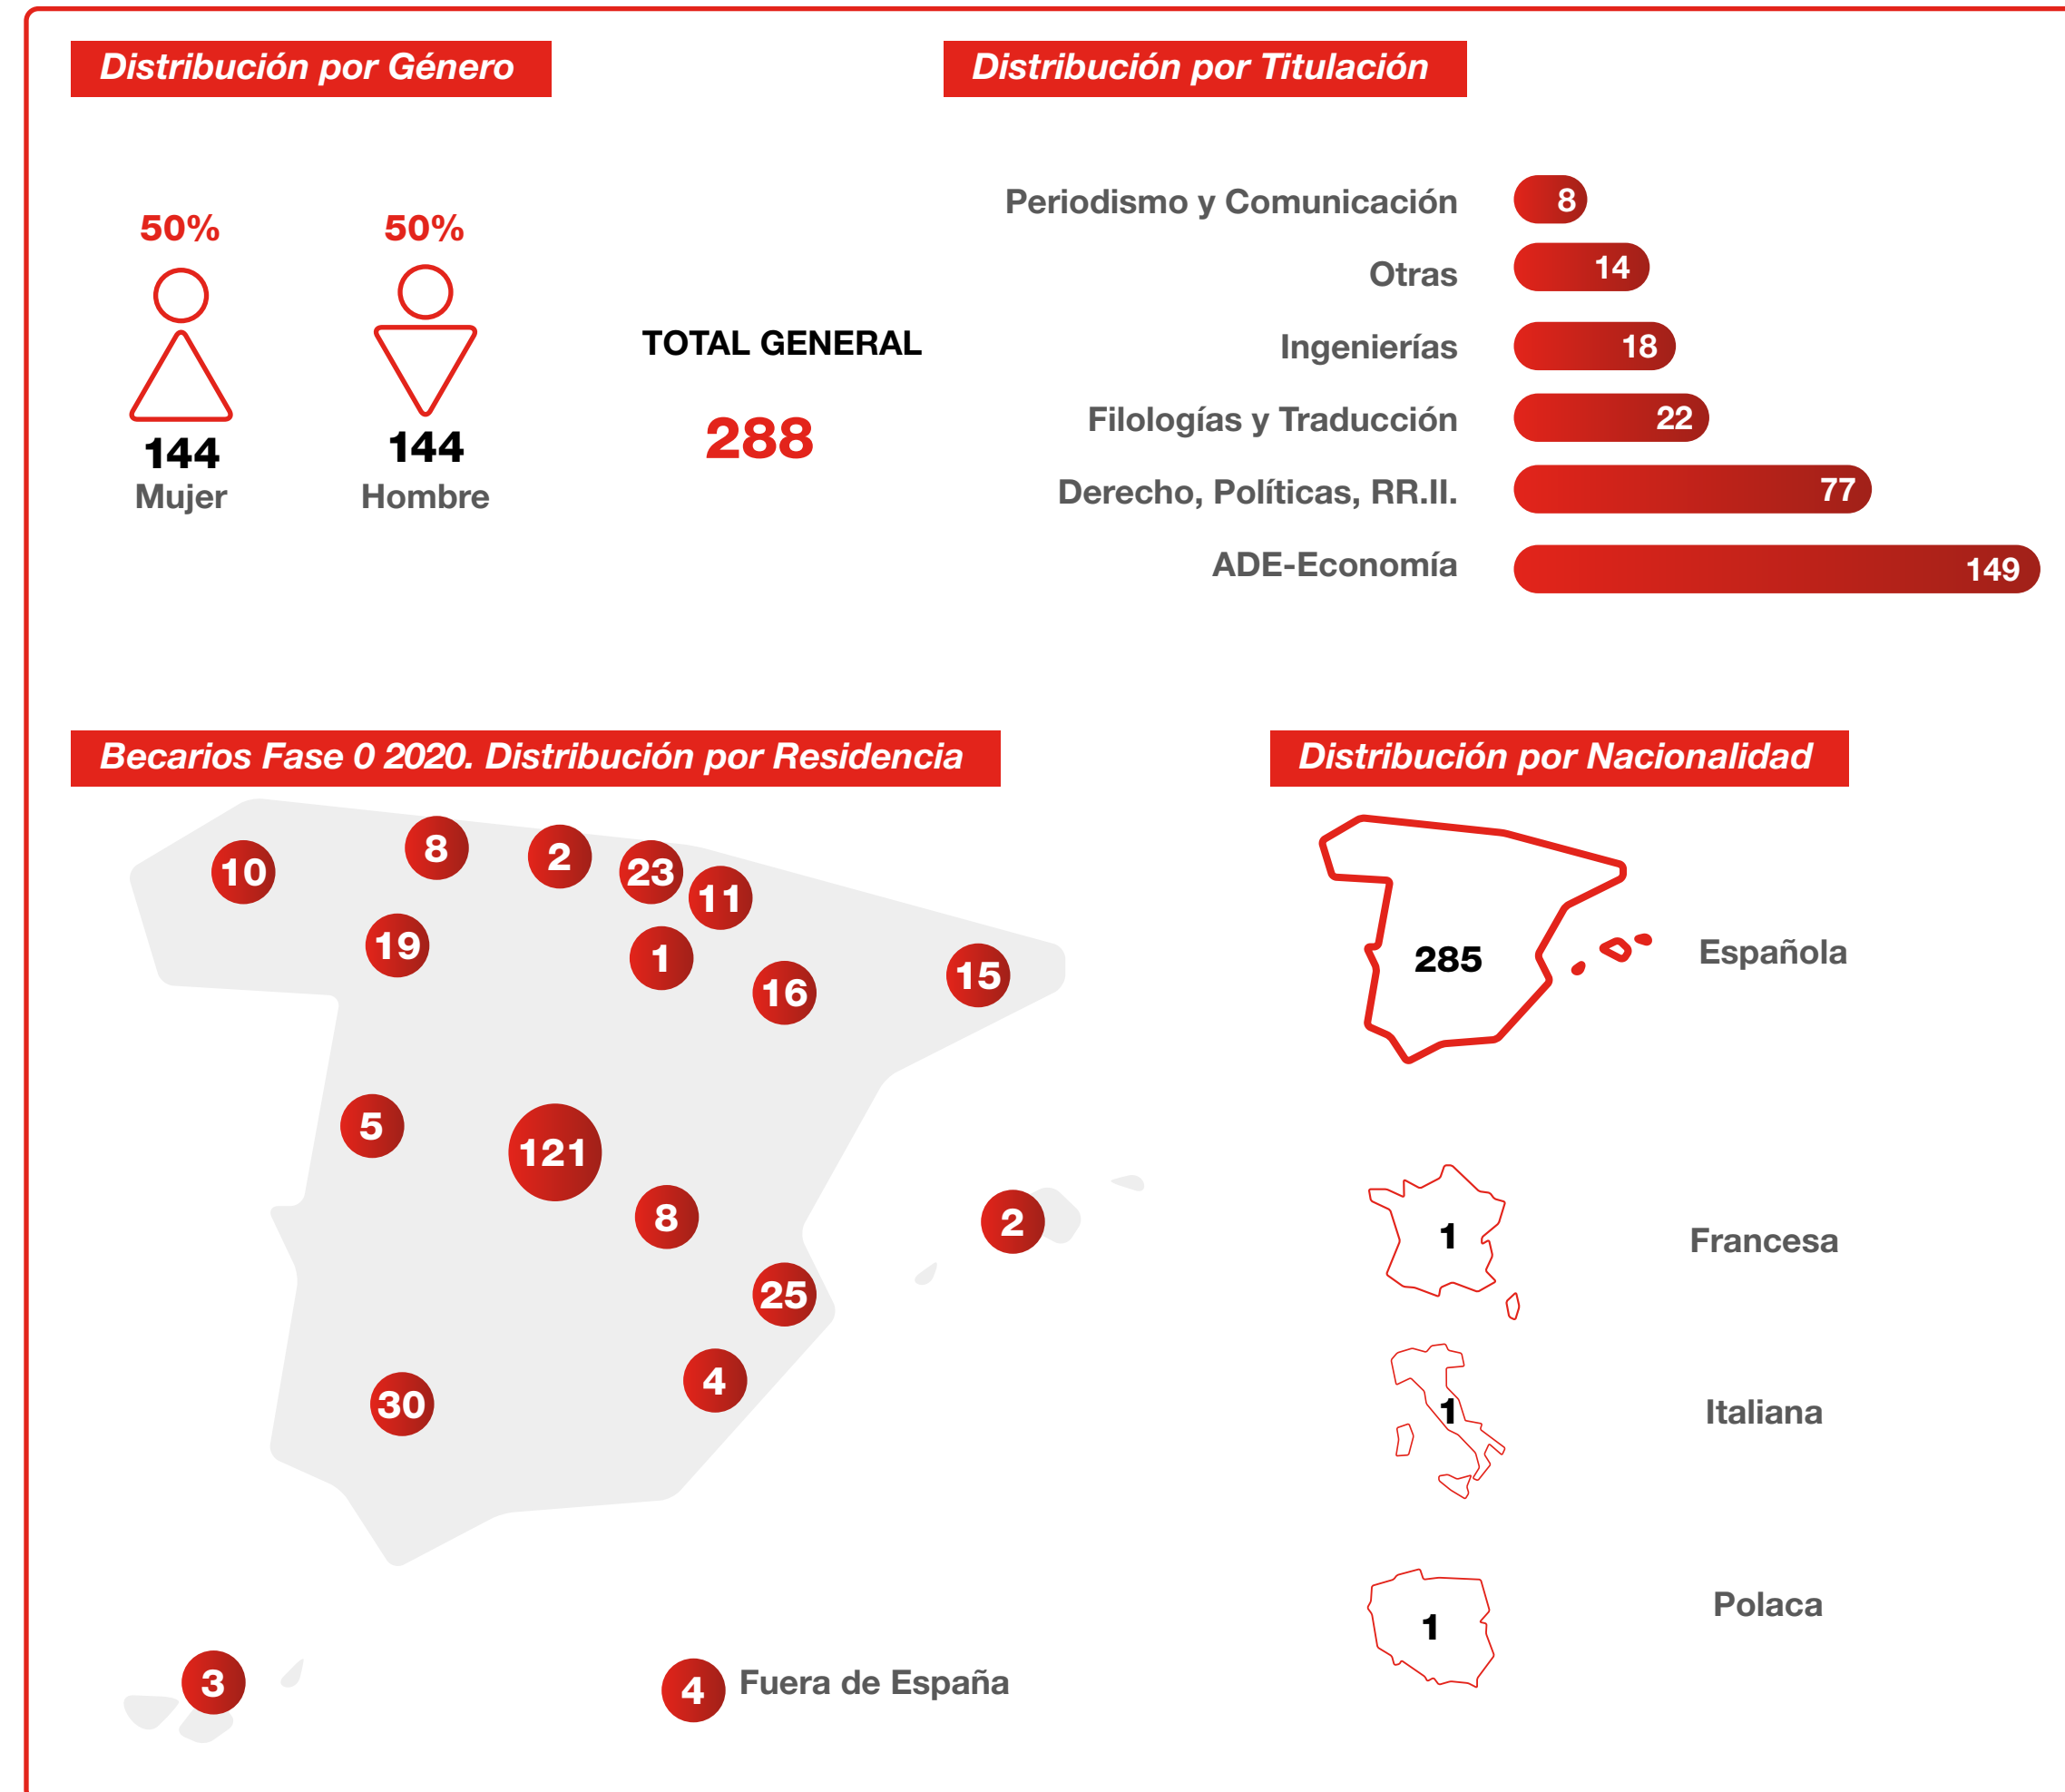 Distribución por Género
50%
50%
144
144
Mujer
Hombre
TOTAL GENERAL
288
Distribución por Titulación
Periodismo y Comunicación 8
Otras 14
Ingenierías 18
Filologías y Traducción 22
Derecho, Políticas, RR.II. 77
ADE-Economía 149
Becarios Fase 0 2020. Distribución por Residencia
10
8
2
23
11
19
1
16
15
5
121
8
2
25
4
30
3
4 Fuera de España
Distribución por Nacionalidad
285 Española
1 Francesa
1 Italiana
1 Polaca